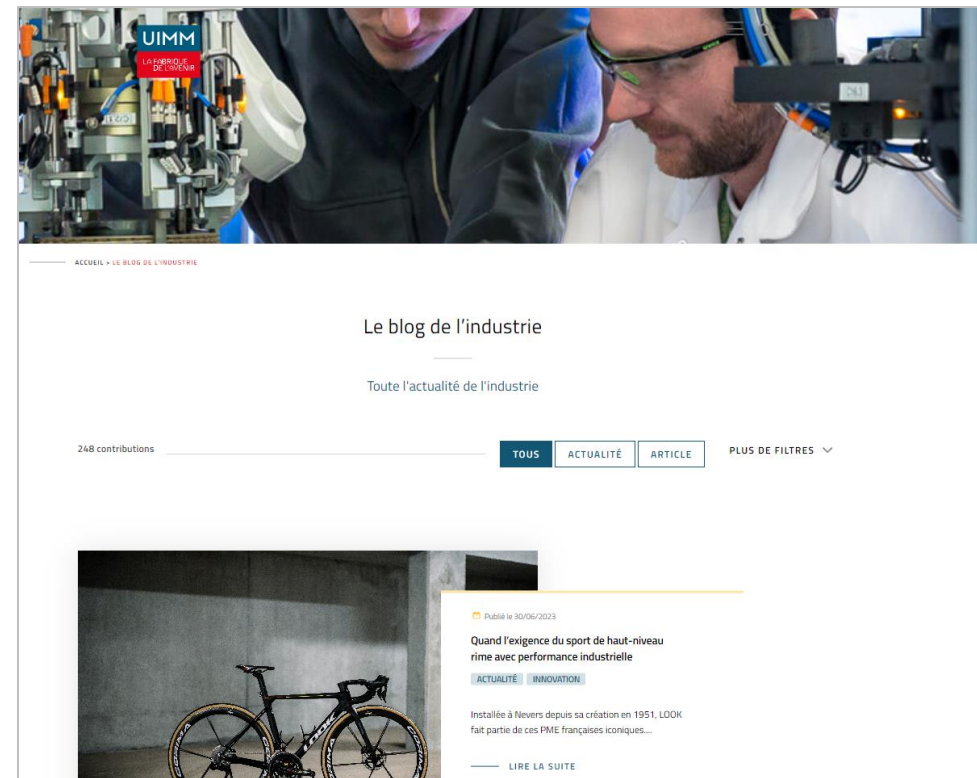 UIMM
LA FABRIQUE
DE L'AVENIR
ACCUEIL > LE BLOG DE L'INDUSTRIE
Le blog de l'industrie
Toute l'actualité de l'industrie
248 contributions
TOUS
ACTUALITÉ
ARTICLE
PLUS DE FILTRES
Publié le 30/06/2023
Quand l'exigence du sport de haut-niveau
rime avec performance industrielle
ACTUALITÉ
INNOVATION
Installée à Nevers depuis sa création en 1951, LOOK
fait partie de ces PME françaises iconiques....
LIRE LA SUITE
LOOK
CORIMA
CORIMA